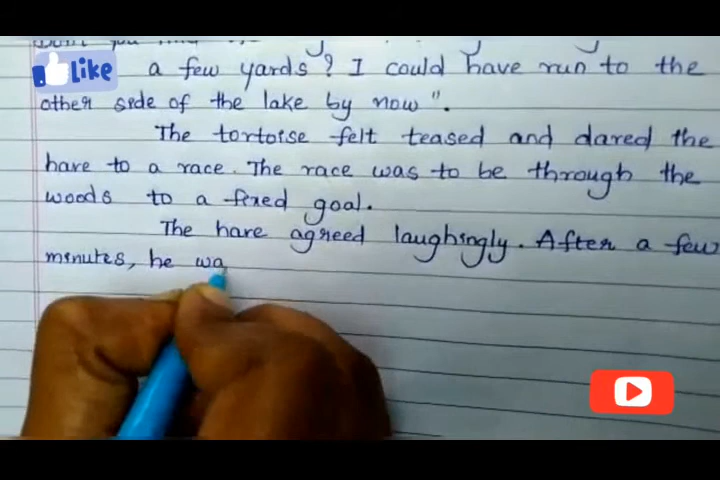 Like
a few yards? I could have run to the
other side of the lake by now".
The tortoise felt teased and dared the
hare to a race. The race was to be through the
woods to a fixed goal.
The hare agreed laughingly. After a few
minutes, he wa